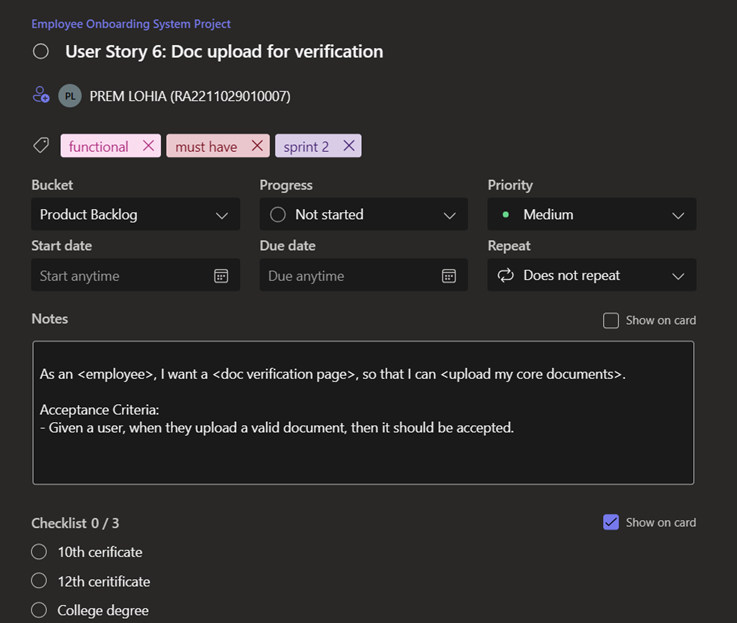 Employee Onboarding System Project
User Story 6: Doc upload for verification
PL PREM LOHIA (RA2211029010007)
functional must have sprint 2
Bucket Progress Priority
Product Backlog Not started Medium
Start date Due date Repeat
Start anytime Due anytime Does not repeat
Notes Show on card
As an <employee>, I want a <doc verification page>, so that I can <upload my core documents>.
Acceptance Criteria:
- Given a user, when they upload a valid document, then it should be accepted.
Checklist 0 / 3 Show on card
10th cerificate
12th ceritificate
College degree